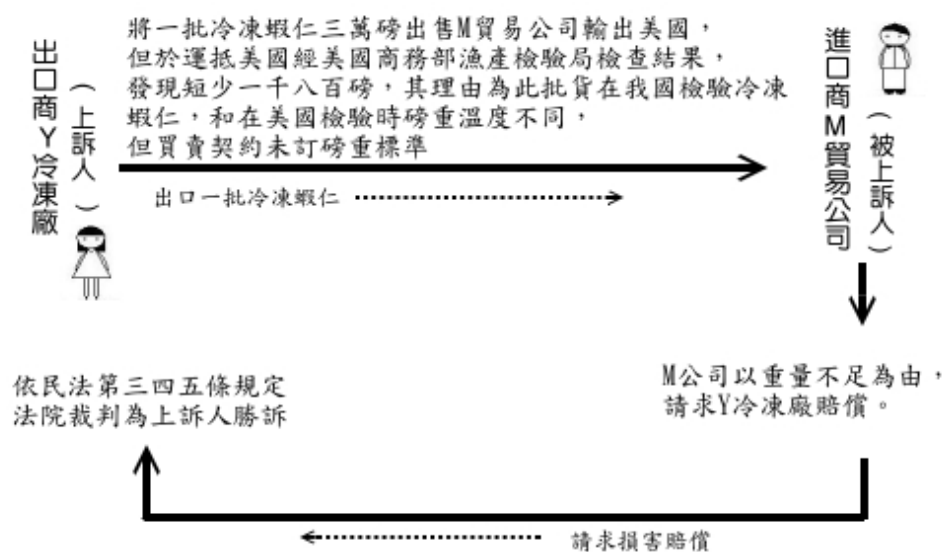 將一批冷凍蝦仁三萬磅出售M貿易公司輸出美國，
但於運抵美國經美國商務部漁產檢驗局檢查結果，
發現短少一千八百磅，其理由為此批貨在我國檢驗冷凍
蝦仁，和在美國檢驗時磅重溫度不同，
但買賣契約未訂磅重標準
出口商Y冷凍廠
（上訴人）
出口一批冷凍蝦仁
進口商M貿易公司
（被上訴人）
M公司以重量不足為由，
請求Y冷凍廠賠償。
依民法第三四五條規定
法院裁判為上訴人勝訴
請求損害賠償